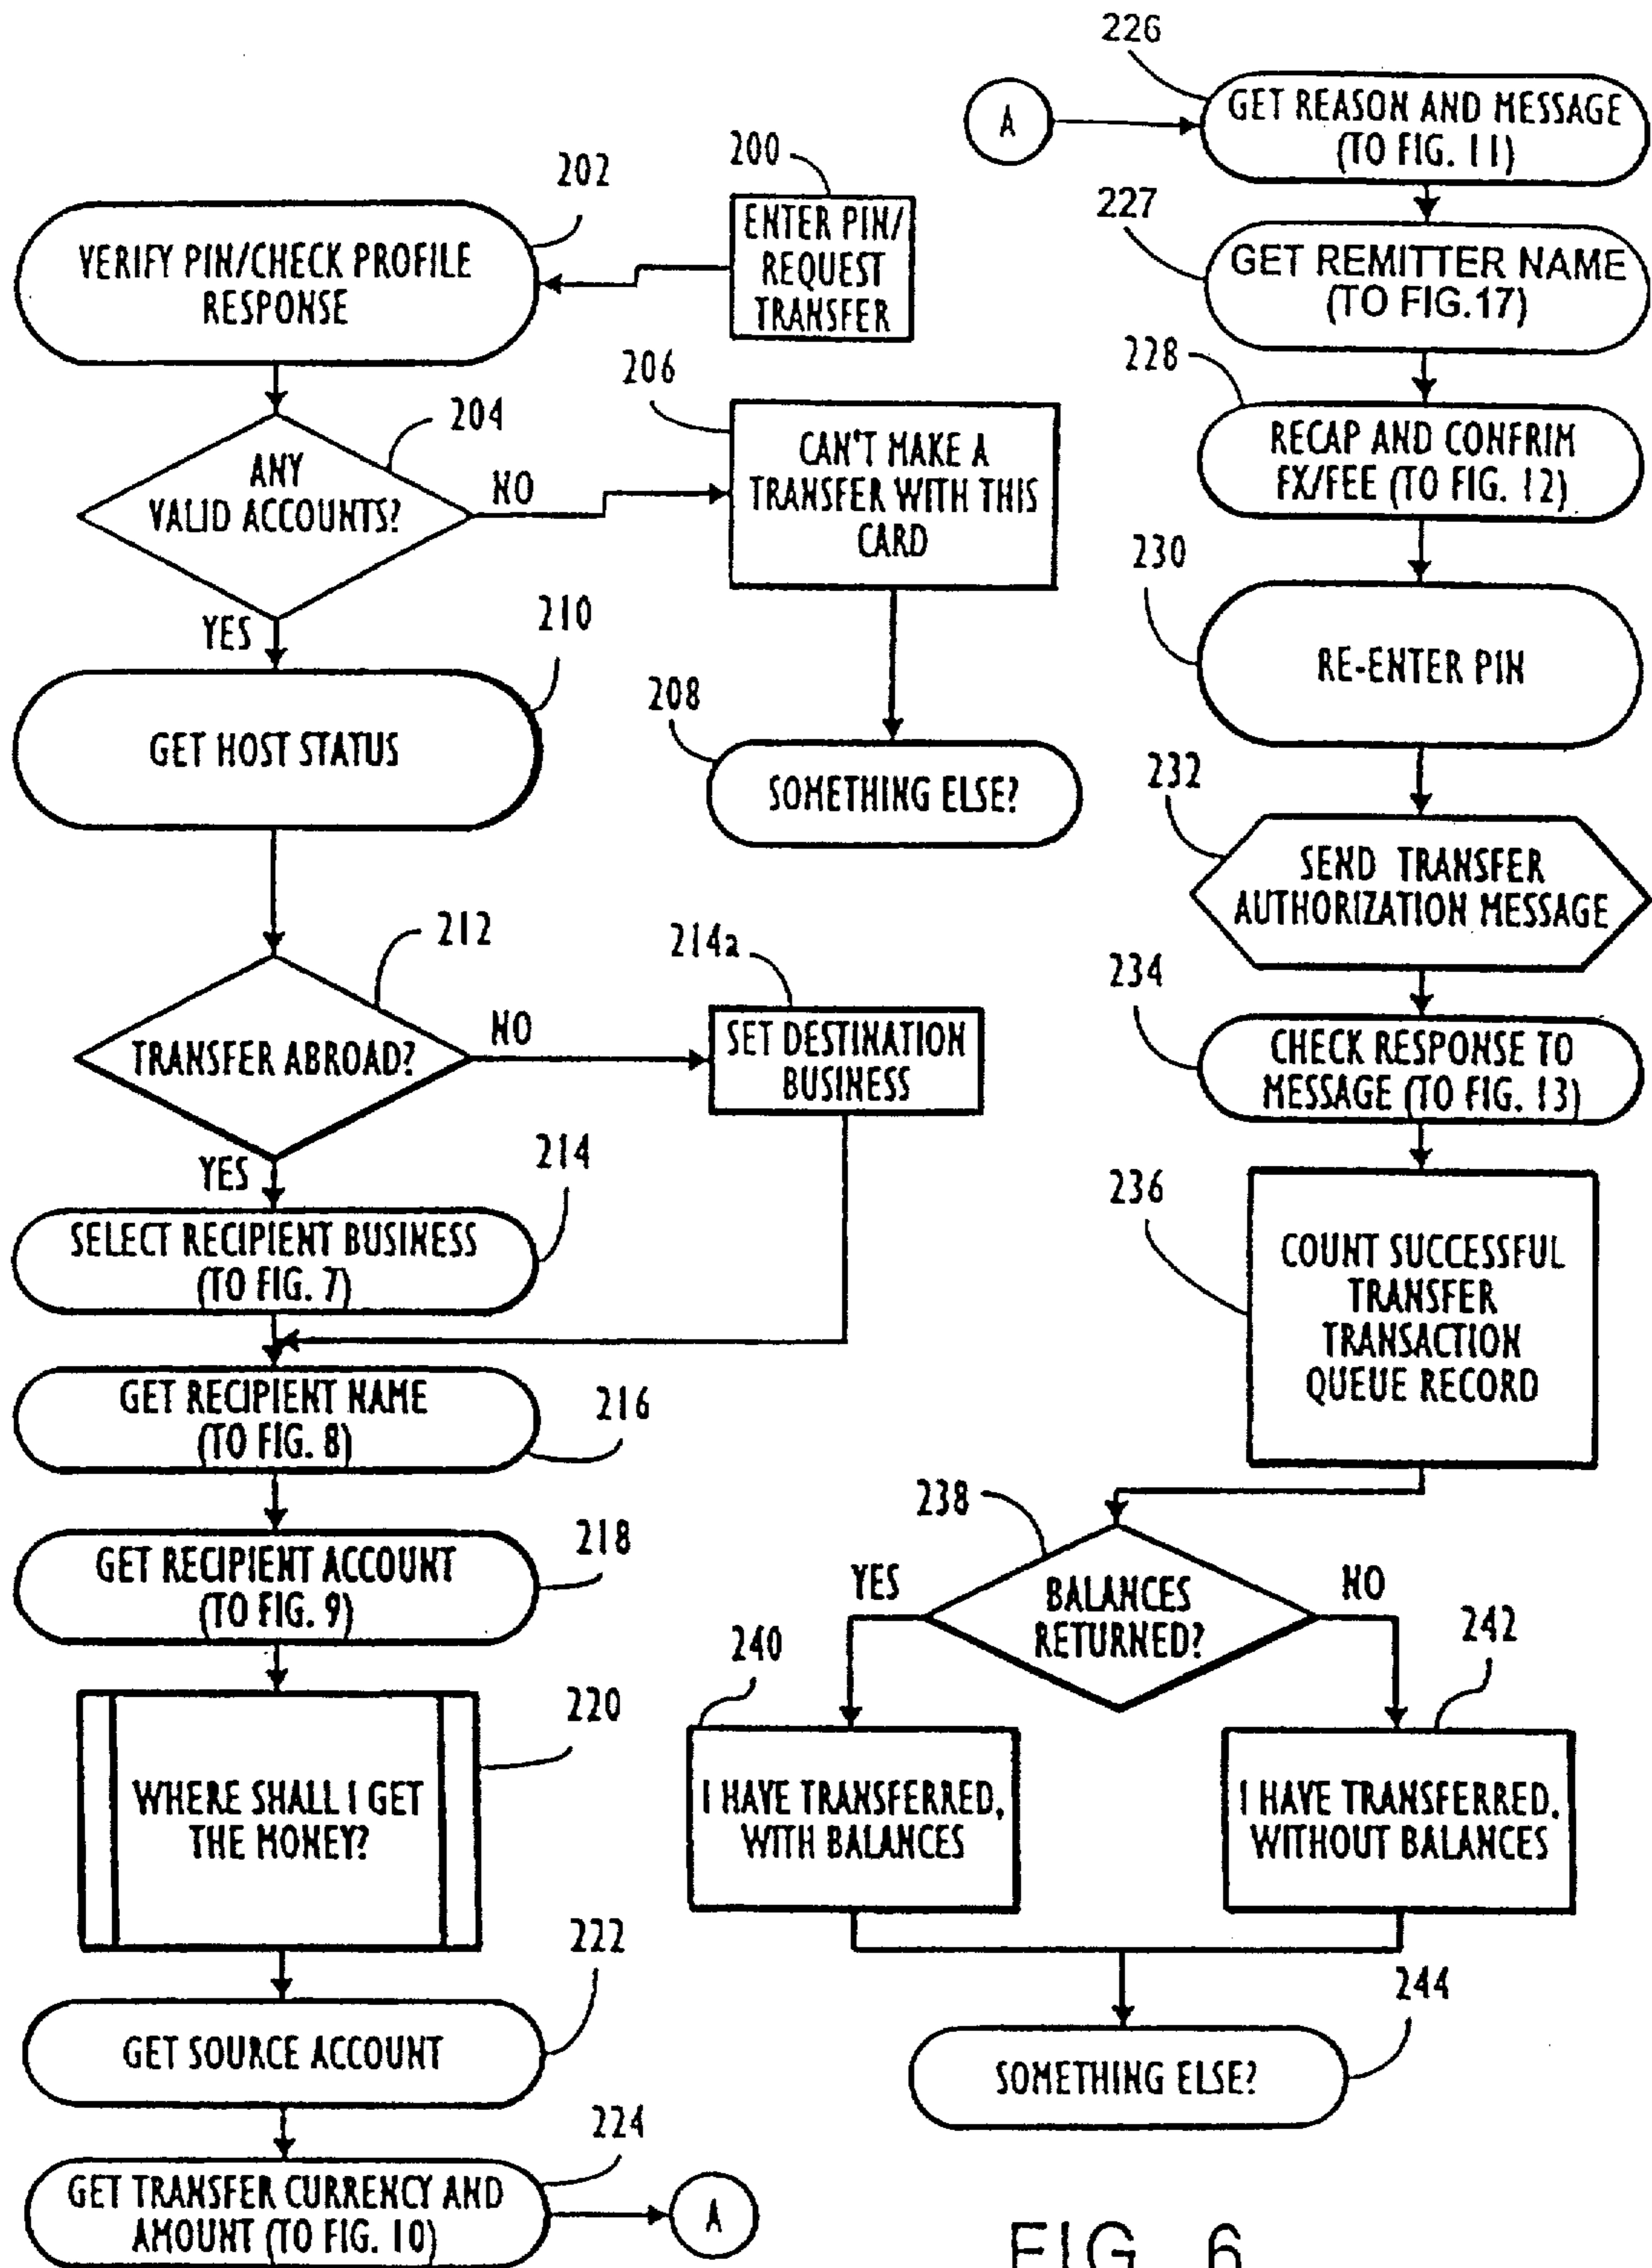 200
ENTER PIN/
REQUEST
TRANSFER
202
VERIFY PIN/CHECK PROFILE
RESPONSE
204
ANY
VALID ACCOUNTS?
NO
YES
206
CAN'T MAKE A
TRANSFER WITH THIS
CARD
208
SOMETHING ELSE?
210
GET HOST STATUS
212
TRANSFER ABROAD?
NO
YES
214a
SET DESTINATION
BUSINESS
214
SELECT RECIPIENT BUSINESS
(TO FIG. 7)
216
GET RECIPIENT NAME
(TO FIG. 8)
218
GET RECIPIENT ACCOUNT
(TO FIG. 9)
220
WHERE SHALL I GET
THE MONEY?
222
GET SOURCE ACCOUNT
224
GET TRANSFER CURRENCY AND
AMOUNT (TO FIG. 10)
A
A
226
GET REASON AND MESSAGE
(TO FIG. 11)
227
GET REMITTER NAME
(TO FIG.17)
228
RECAP AND CONFRIM
FX/FEE (TO FIG. 12)
230
RE-ENTER PIN
232
SEND TRANSFER
AUTHORIZATION MESSAGE
234
CHECK RESPONSE TO
MESSAGE (TO FIG. 13)
236
COUNT SUCCESSFUL
TRANSFER
TRANSACTION
QUEUE RECORD
238
BALANCES
RETURNED?
YES
NO
240
I HAVE TRANSFERRED,
WITH BALANCES
242
I HAVE TRANSFERRED.
WITHOUT BALANCES
244
SOMETHING ELSE?
FIG. 6